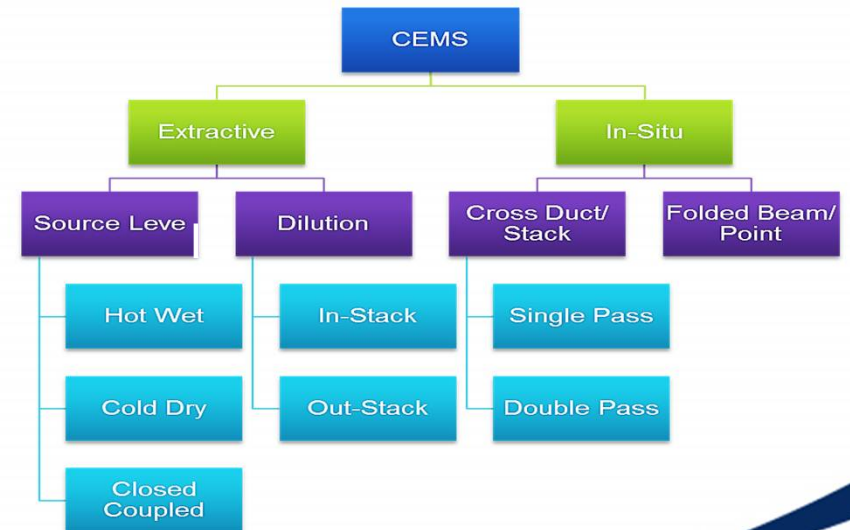 CEMS
Extractive
In-Situ
Source Leve
Dilution
Cross Duct/
Stack
Folded Beam/
Point
Hot Wet
In-Stack
Single Pass
Cold Dry
Out-Stack
Double Pass
Closed
Coupled